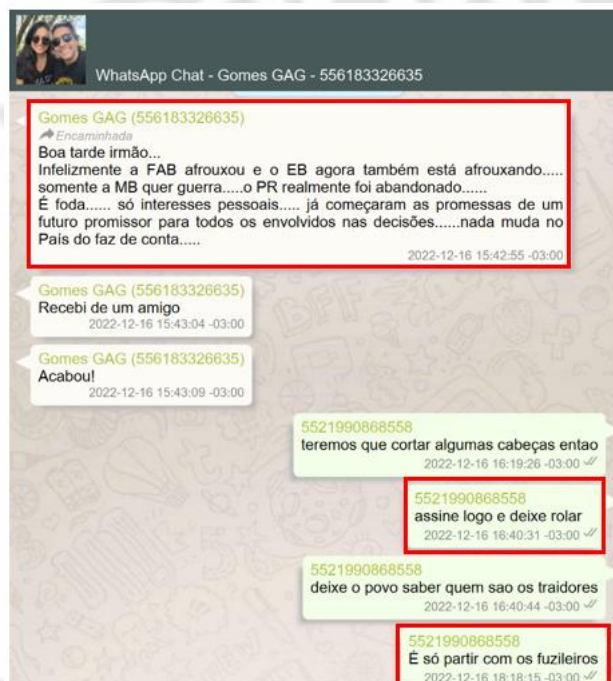 WhatsApp Chat - Gomes GAG - 556183326635
Gomes GAG (556183326635)
Encaminhada
Boa tarde irmão...
Infelizmente a FAB afrouxou e o EB agora também está afrouxando.....
somente a MB quer guerra.....o PR realmente foi abandonado......
É foda...... só interesses pessoais..... já começaram as promessas de um
futuro promissor para todos os envolvidos nas decisões......nada muda no
País do faz de conta.....
2022-12-16 15:42:55 -03:00
Gomes GAG (556183326635)
Recebi de um amigo
2022-12-16 15:43:04 -03:00
Gomes GAG (556183326635)
Acabou!
2022-12-16 15:43:09 -03:00
5521990868558
teremos que cortar algumas cabeças entao
2022-12-16 16:19:26 -03:00
5521990868558
assine logo e deixe rolar
2022-12-16 16:40:31 -03:00
5521990868558
deixe o povo saber quem sao os traidores
2022-12-16 16:40:44 -03:00
5521990868558
É só partir com os fuzileiros
2022-12-16 18:18:15 -03:00